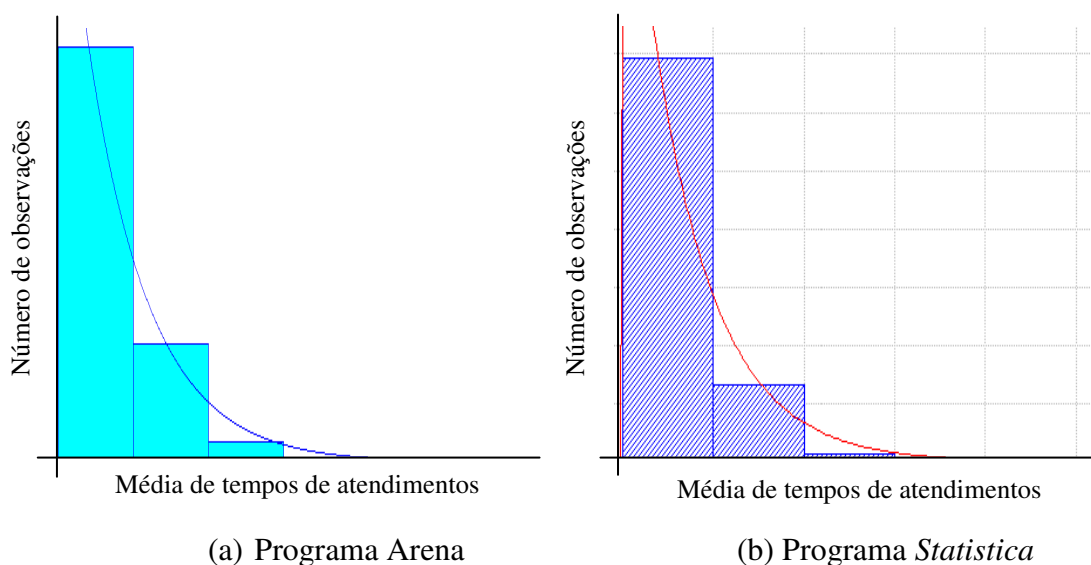 Número de observações
Média de tempos de atendimentos
(a) Programa Arena
Número de observações
Média de tempos de atendimentos
(b) Programa Statistica